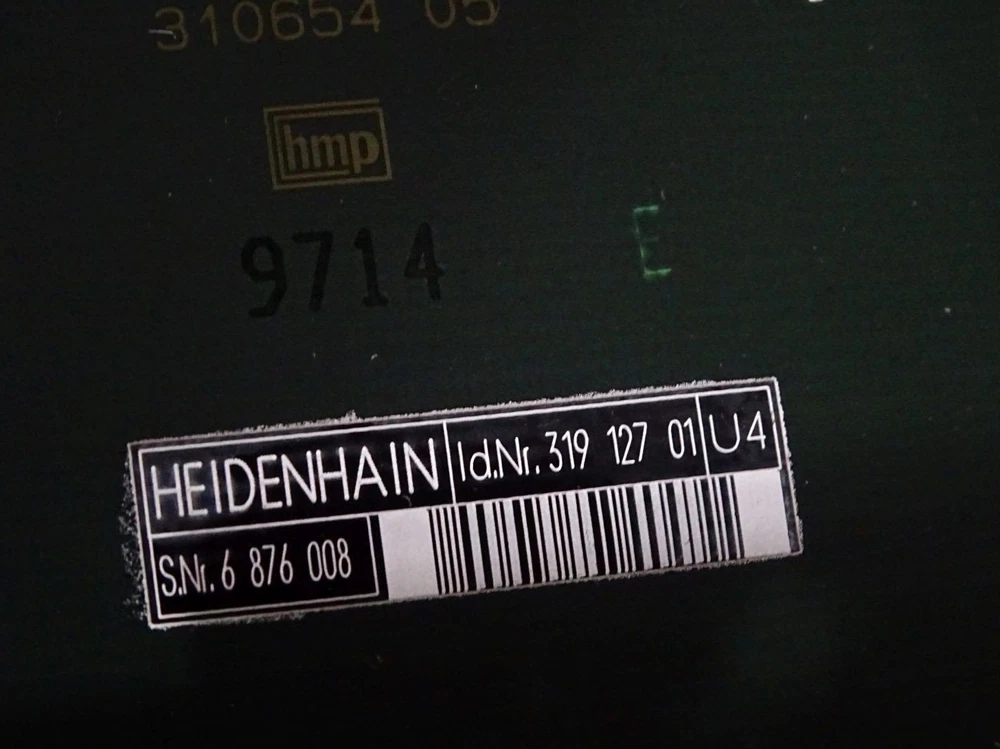 310654 05
hmp
9714 E
HEIDENHAIN Id.Nr. 319 127 01 U4
S.Nr. 6 876 008